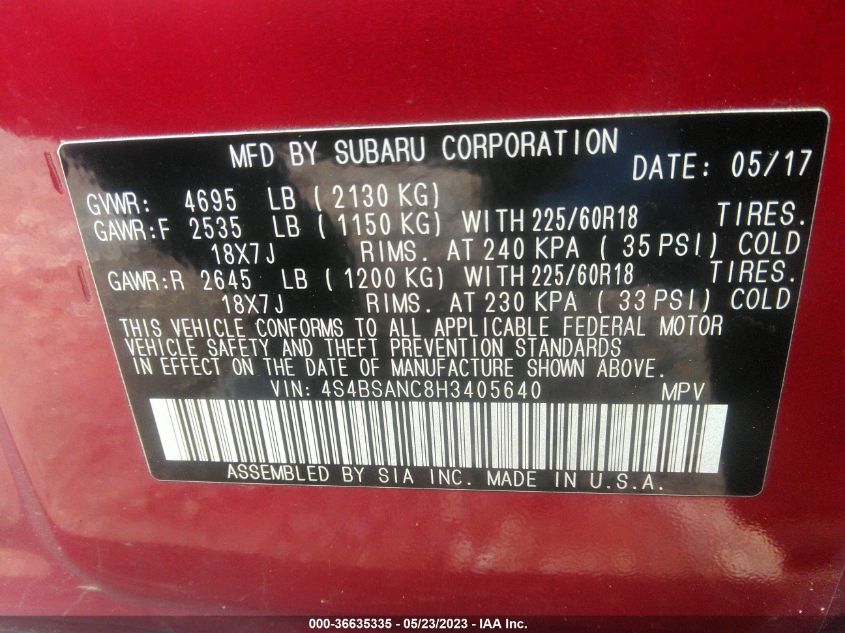 MFD BY SUBARU CORPORATION DATE: 05/17
GVWR: 4695 LB ( 2130 KG)
GAWR:F 2535 LB ( 1150 KG) WITH 225/60R18 TIRES.
18X7J RIMS. AT 240 KPA ( 35 PSI) COLD
GAWR:R 2645 LB ( 1200 KG) WITH 225/60R18 TIRES.
18X7J RIMS. AT 230 KPA ( 33 PSI) COLD
THIS VEHICLE CONFORMS TO ALL APPLICABLE FEDERAL MOTOR
VEHICLE SAFETY AND THEFT PREVENTION STANDARDS
IN EFFECT ON THE DATE OF MANUFACTURE SHOWN ABOVE.
VIN: 4S4BSANC8H3405640 MPV
ASSEMBLED BY SIA INC. MADE IN U.S.A.
000-36635335 - 05/23/2023 - IAA Inc.